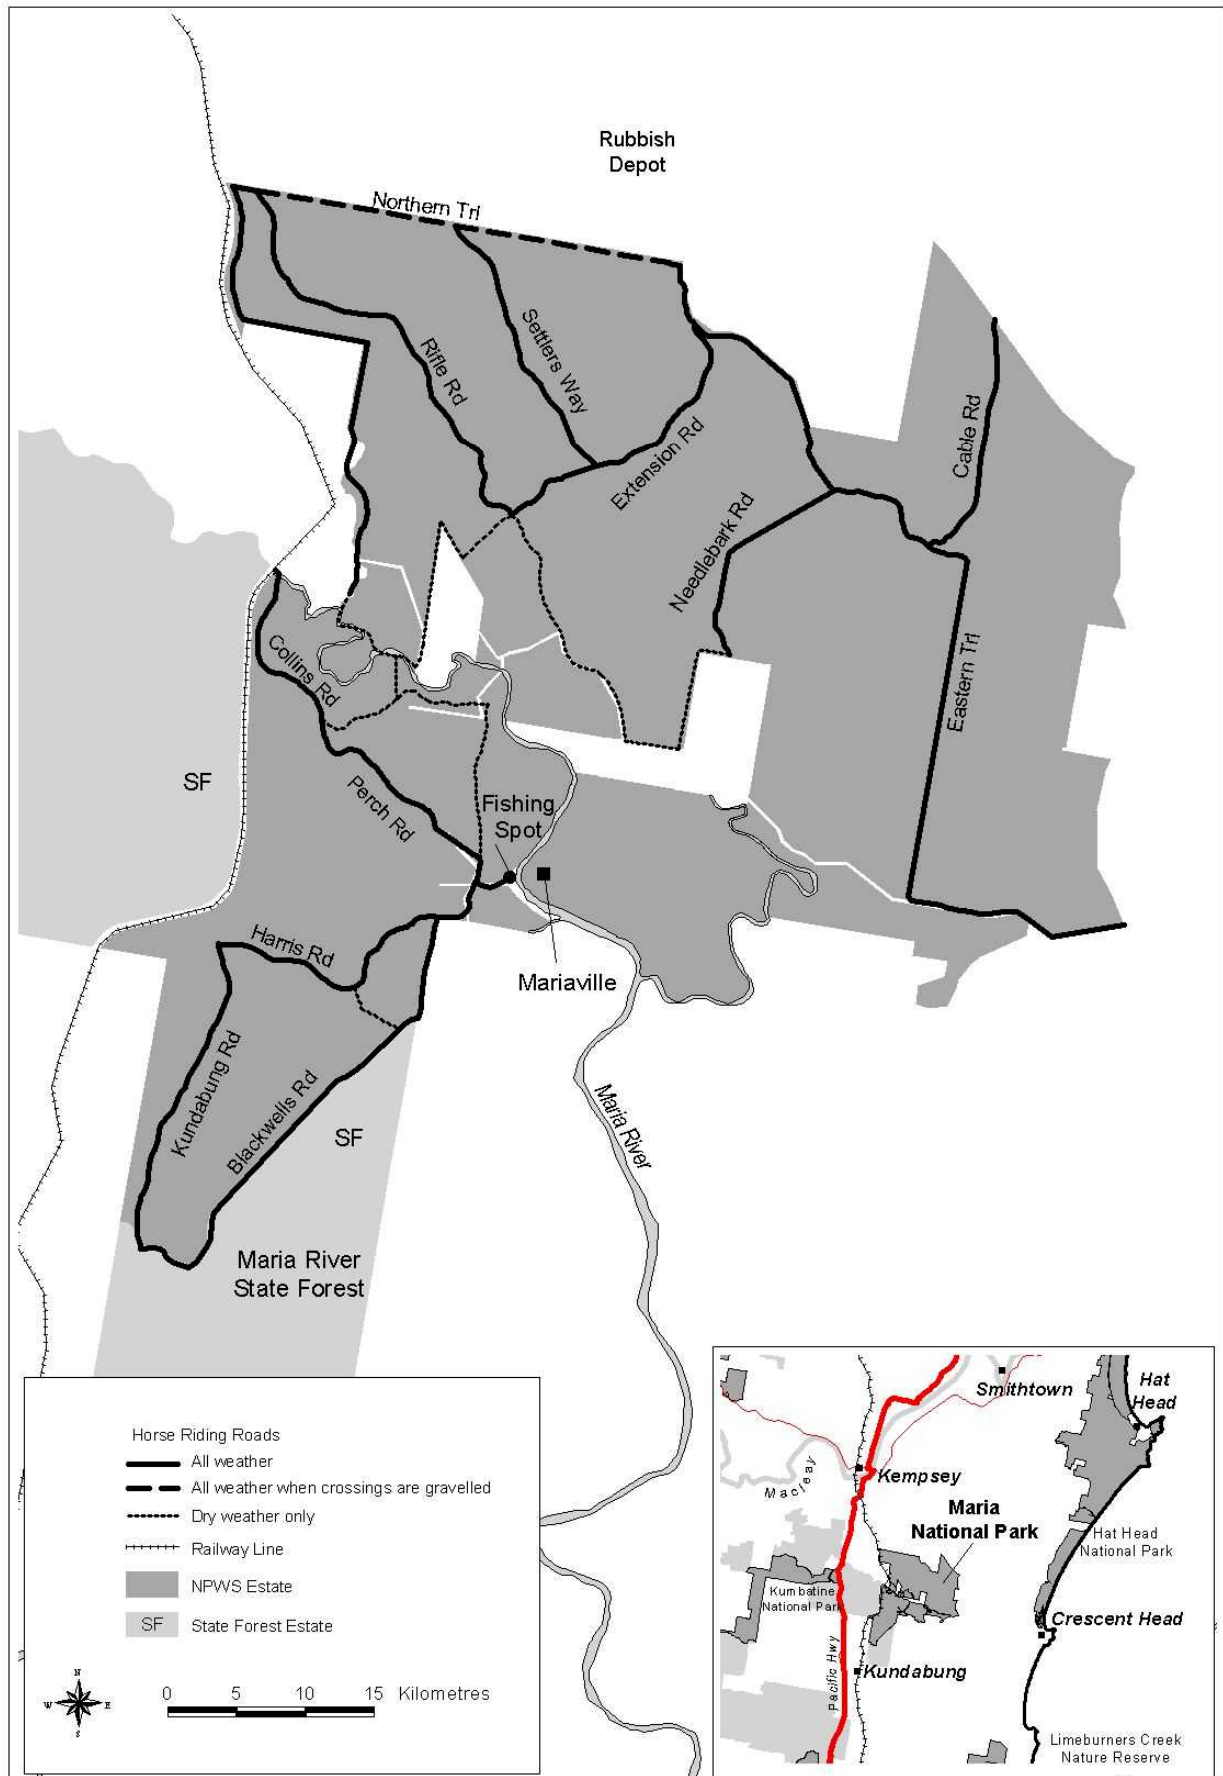 Rubbish
Depot
Northern Trl
Rifle Rd
Settlers Way
Extension Rd
Needlebark Rd
Cable Rd
Eastern Trl
Collins Rd
Perch Rd
SF
Fishing
Spot
Mariaville
Harris Rd
Kundabung Rd
Blackwells Rd
SF
Maria River
Maria River
State Forest
Horse Riding Roads
All weather
All weather when crossings are gravelled
Dry weather only
Railway Line
NPWS Estate
SF State Forest Estate
N
W E
S
0 5 10 15 Kilometres
Smithtown
Hat
Head
Macleay
Kempsey
Maria
National Park
Hat Head
National Park
Kumbatine
National Park
Crescent Head
Pacific Hwy
Kundabung
Limeburners Creek
Nature Reserve